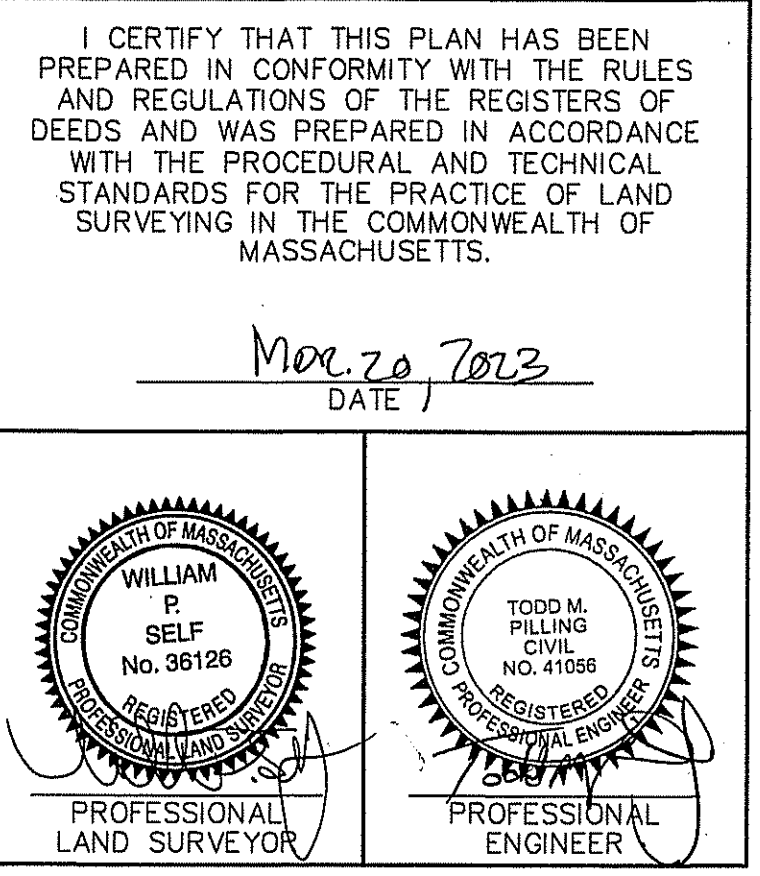 I CERTIFY THAT THIS PLAN HAS BEEN
PREPARED IN CONFORMITY WITH THE RULES
AND REGULATIONS OF THE REGISTERS OF
DEEDS AND WAS PREPARED IN ACCORDANCE
WITH THE PROCEDURAL AND TECHNICAL
STANDARDS FOR THE PRACTICE OF LAND
SURVEYING IN THE COMMONWEALTH OF
MASSACHUSETTS.
Mar. 20, 2023
DATE
COMMONWEALTH OF MASSACHUSETTS
WILLIAM
P.
SELF
No. 36126
REGISTERED
PROFESSIONAL LAND SURVEYOR
PROFESSIONAL
LAND SURVEYOR
COMMONWEALTH OF MASSACHUSETTS
TODD M.
PILLING
CIVIL
NO. 41056
REGISTERED
PROFESSIONAL ENGINEER
PROFESSIONAL
ENGINEER